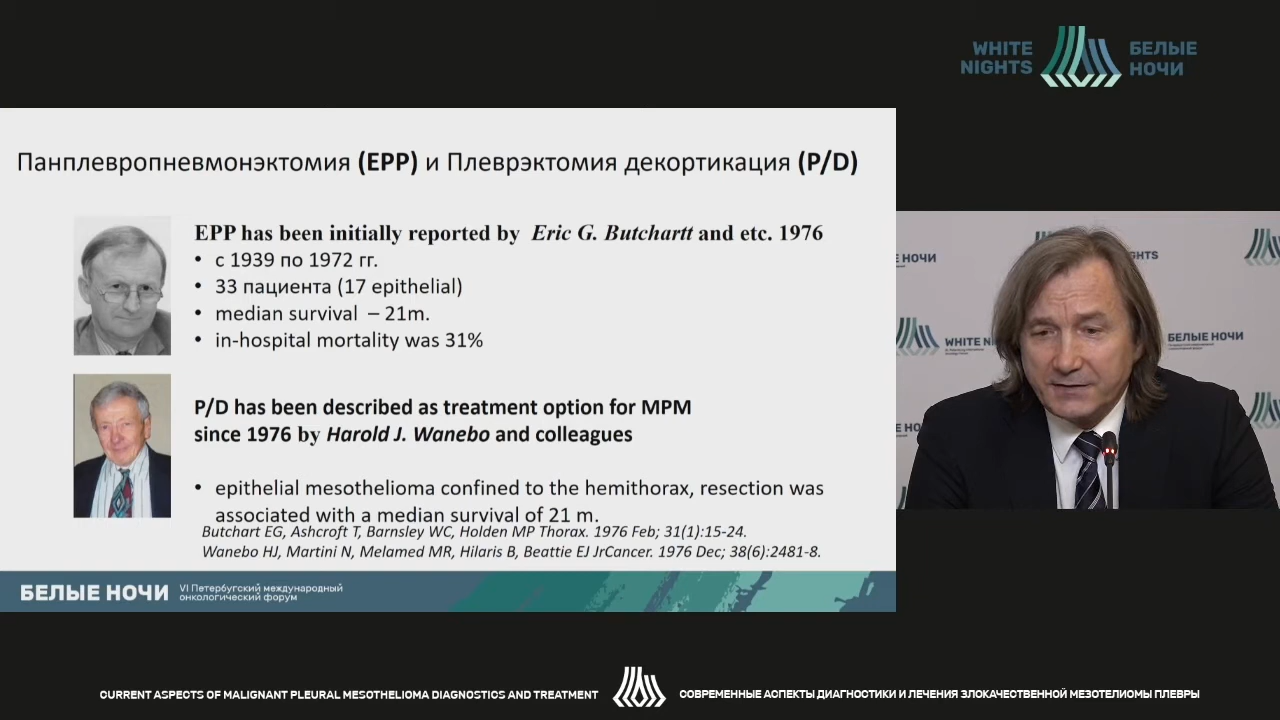 WHITE
NIGHTS
БЕЛЫЕ
НОЧИ
Панплевропневмонэктомия (EPP) и Плеврэктомия декортикация (P/D)
EPP has been initially reported by Eric G. Butchartt and etc. 1976
• с 1939 по 1972 гг.
• 33 пациента (17 epithelial)
• median survival – 21m.
• in-hospital mortality was 31%
P/D has been described as treatment option for MPM
since 1976 by Harold J. Wanebo and colleagues
• epithelial mesothelioma confined to the hemithorax, resection was
associated with a median survival of 21 m.
Butchart EG, Ashcroft T, Barnsley WC, Holden MP Thorax. 1976 Feb; 31(1):15-24.
Wanebo HJ, Martini N, Melamed MR, Hilaris B, Beattie EJ JrCancer. 1976 Dec; 38(6):2481-8.
БЕЛЫЕ НОЧИ
VI Петербургский международный
онкологический форум
ЫЕ НОЧИ
GHTS
WHITE NI
БЕЛЫЕ НОЧИ
CURRENT ASPECTS OF MALIGNANT PLEURAL MESOTHELIOMA DIAGNOSTICS AND TREATMENT
СОВРЕМЕННЫЕ АСПЕКТЫ ДИАГНОСТИКИ И ЛЕЧЕНИЯ ЗЛОКАЧЕСТВЕННОЙ МЕЗОТЕЛИОМЫ ПЛЕВРЫ